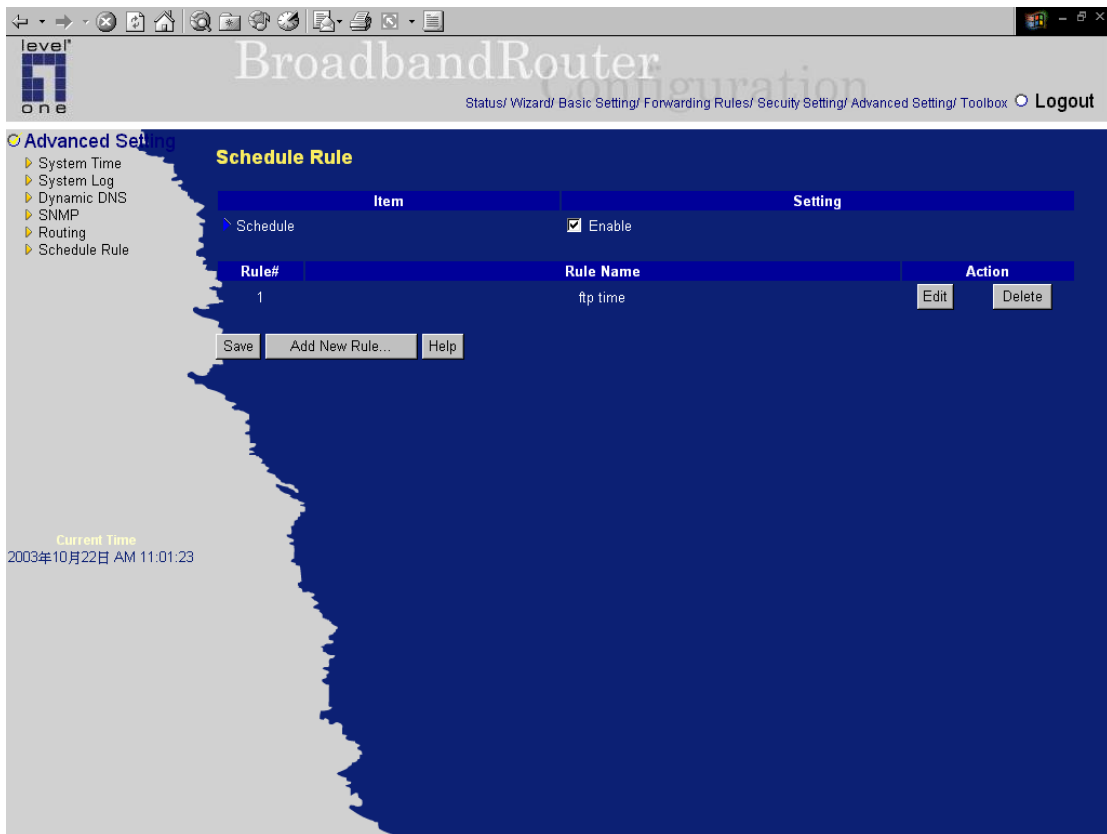 level
one
BroadbandRouter
Configuration
Status/ Wizard/ Basic Setting/ Forwarding Rules/ Secuity Setting/ Advanced Setting/ Toolbox Logout
Advanced Setting
System Time
System Log
Dynamic DNS
SNMP
Routing
Schedule Rule
Current Time
2003年10月22日 AM 11:01:23
Schedule Rule
Item Setting
Schedule Enable
Rule# Rule Name Action
1 ftp time Edit Delete
Save Add New Rule... Help